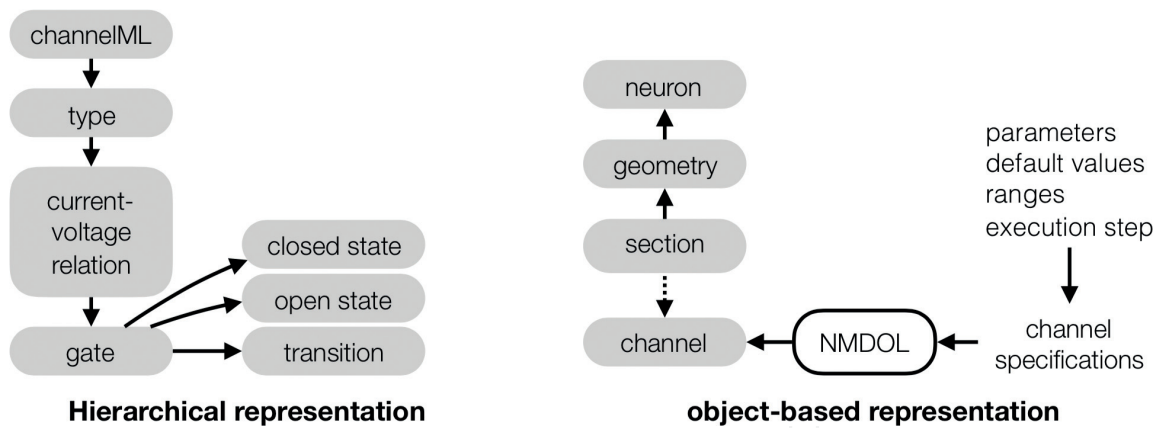 channelML
type
current-
voltage
relation
gate
closed state
open state
transition
Hierarchical representation
neuron
geometry
section
channel
NMDOL
parameters
default values
ranges
execution step
channel
specifications
object-based representation